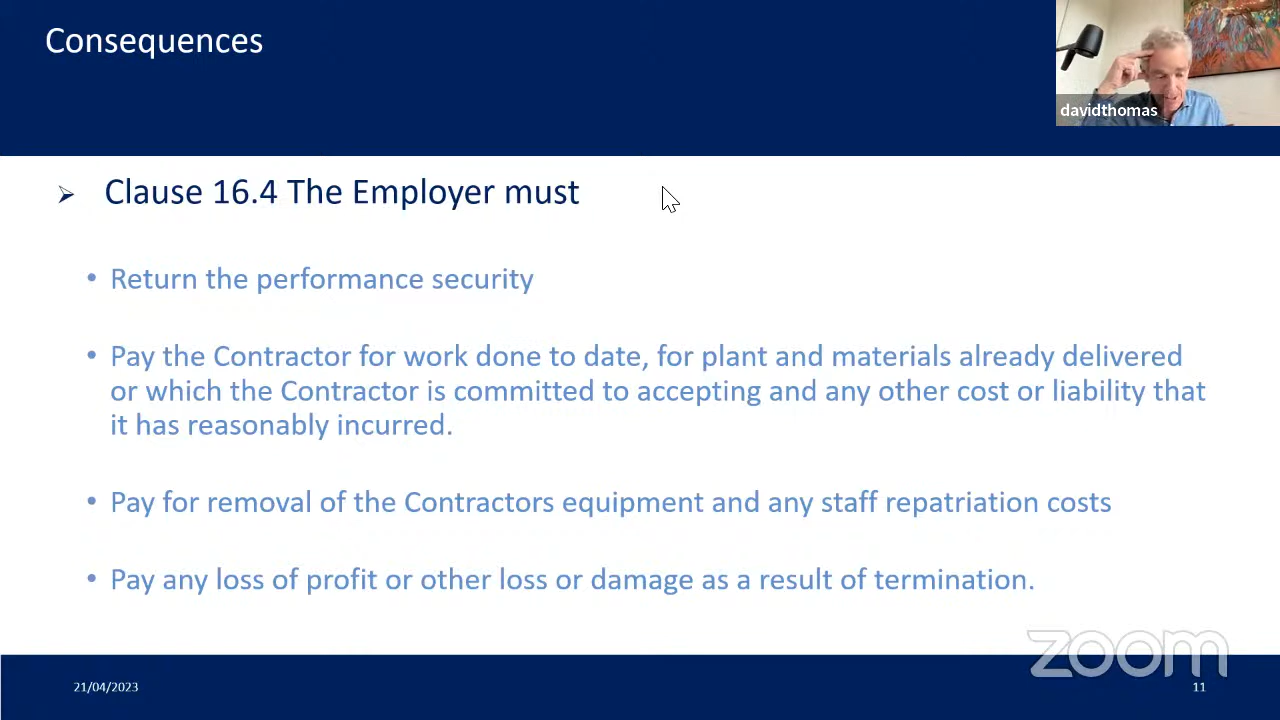 Consequences
davidthomas
Clause 16.4 The Employer must
• Return the performance security
• Pay the Contractor for work done to date, for plant and materials already delivered
or which the Contractor is committed to accepting and any other cost or liability that
it has reasonably incurred.
• Pay for removal of the Contractors equipment and any staff repatriation costs
• Pay any loss of profit or other loss or damage as a result of termination.
zoom
21/04/2023
11